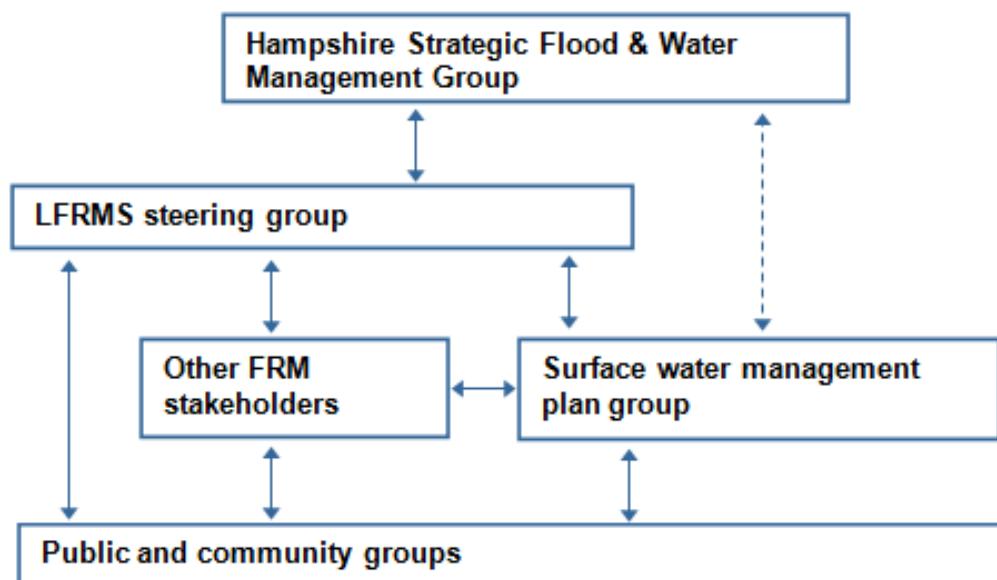 Hampshire Strategic Flood & Water
Management Group
LFRMS steering group
Other FRM
stakeholders
Surface water management
plan group
Public and community groups